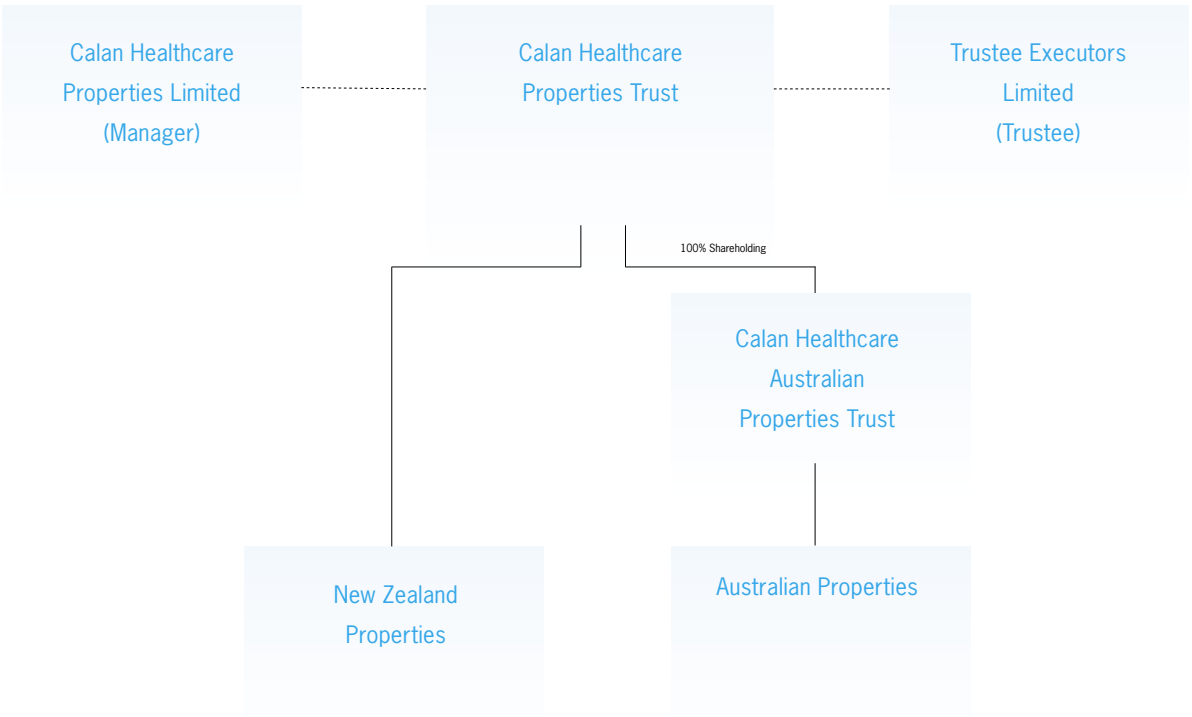 Calan Healthcare
Properties Limited
(Manager)
Calan Healthcare
Properties Trust
Trustee Executors
Limited
(Trustee)
100% Shareholding
Calan Healthcare
Australian
Properties Trust
New Zealand
Properties
Australian Properties